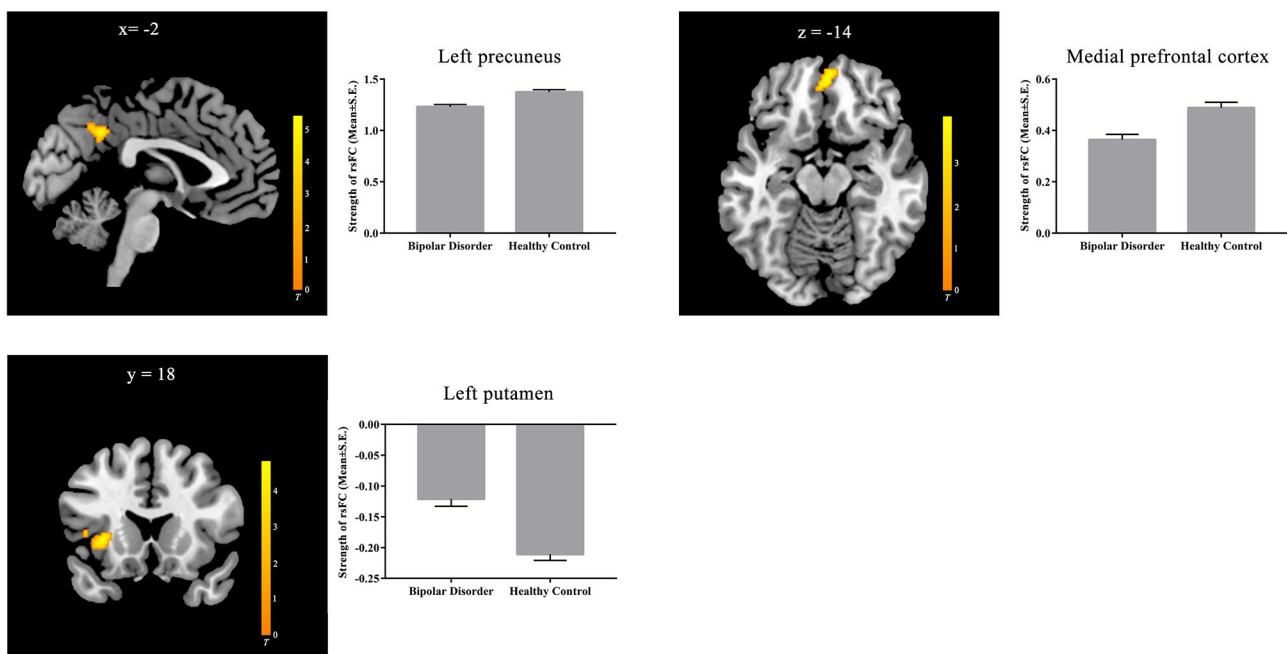 x= -2
5
4
3
2
1
0
T
Left precuneus
Strength of rsFC (Mean±S.E.)
1.5
1.0
0.5
0.0
Bipolar Disorder
Healthy Control
z = -14
3
2
1
0
T
Medial prefrontal cortex
Strength of rsFC (Mean±S.E.)
0.6
0.4
0.2
0.0
Bipolar Disorder
Healthy Control
y = 18
4
3
2
1
0
T
Left putamen
Strength of rsFC (Mean±S.E.)
0.00
-0.05
-0.10
-0.15
-0.20
-0.25
Bipolar Disorder
Healthy Control